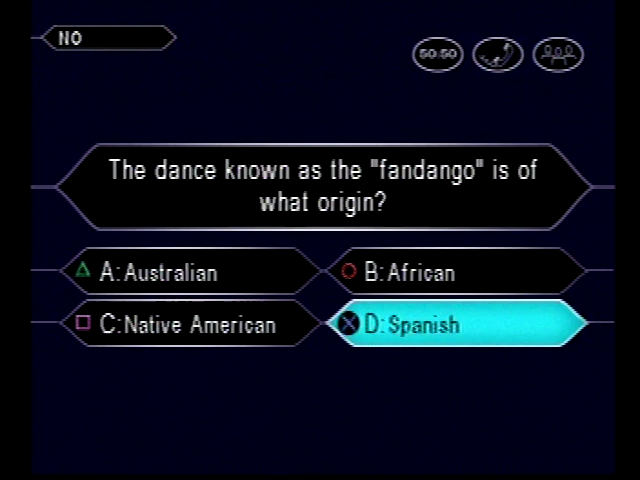 NO
50:50
The dance known as the "fandango" is of
what origin?
A: Australian
B: African
C: Native American
D: Spanish